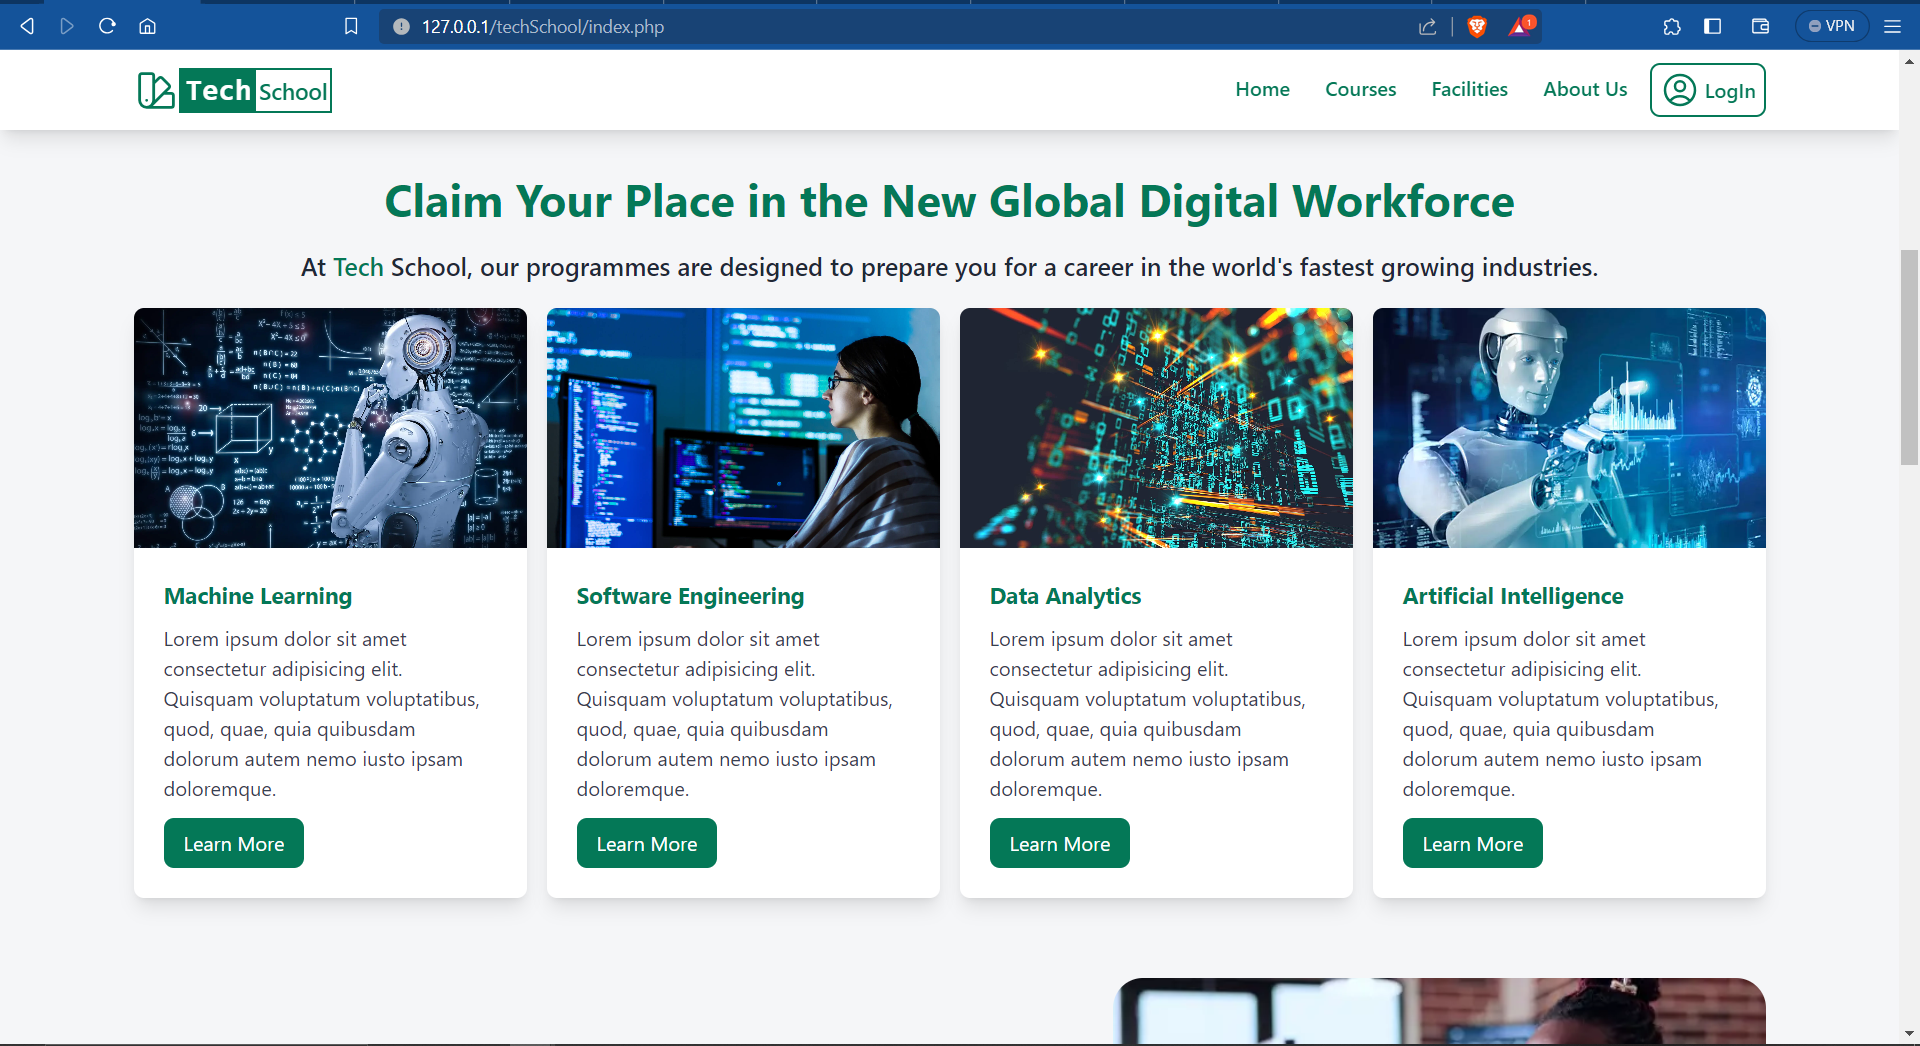 127.0.0.1/techSchool/index.php
1
VPN
Tech School
Home Courses Facilities About Us LogIn
Claim Your Place in the New Global Digital Workforce
At Tech School, our programmes are designed to prepare you for a career in the world's fastest growing industries.
Machine Learning
Lorem ipsum dolor sit amet
consectetur adipisicing elit.
Quisquam voluptatum voluptatibus,
quod, quae, quia quibusdam
dolorum autem nemo iusto ipsam
doloremque.
Learn More
Software Engineering
Lorem ipsum dolor sit amet
consectetur adipisicing elit.
Quisquam voluptatum voluptatibus,
quod, quae, quia quibusdam
dolorum autem nemo iusto ipsam
doloremque.
Learn More
Data Analytics
Lorem ipsum dolor sit amet
consectetur adipisicing elit.
Quisquam voluptatum voluptatibus,
quod, quae, quia quibusdam
dolorum autem nemo iusto ipsam
doloremque.
Learn More
Artificial Intelligence
Lorem ipsum dolor sit amet
consectetur adipisicing elit.
Quisquam voluptatum voluptatibus,
quod, quae, quia quibusdam
dolorum autem nemo iusto ipsam
doloremque.
Learn More